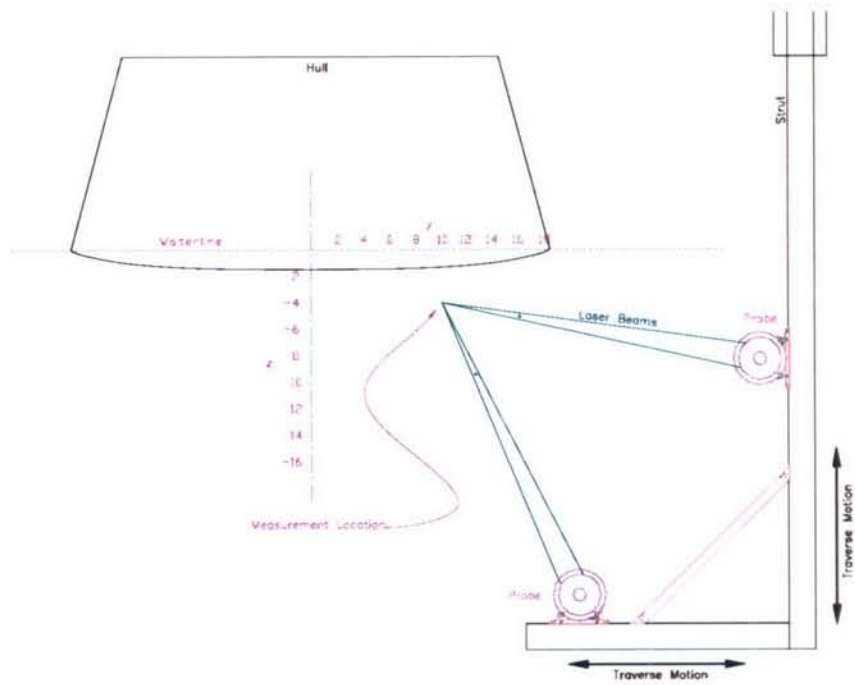 Hull
Strut
y
Waterline 2 4 6 8 10 12 14 16 18
2
-4
-6 Laser Beams Probe
8
z
10
12
14
-16
Measurement Location
Traverse Motion
Probe
Traverse Motion